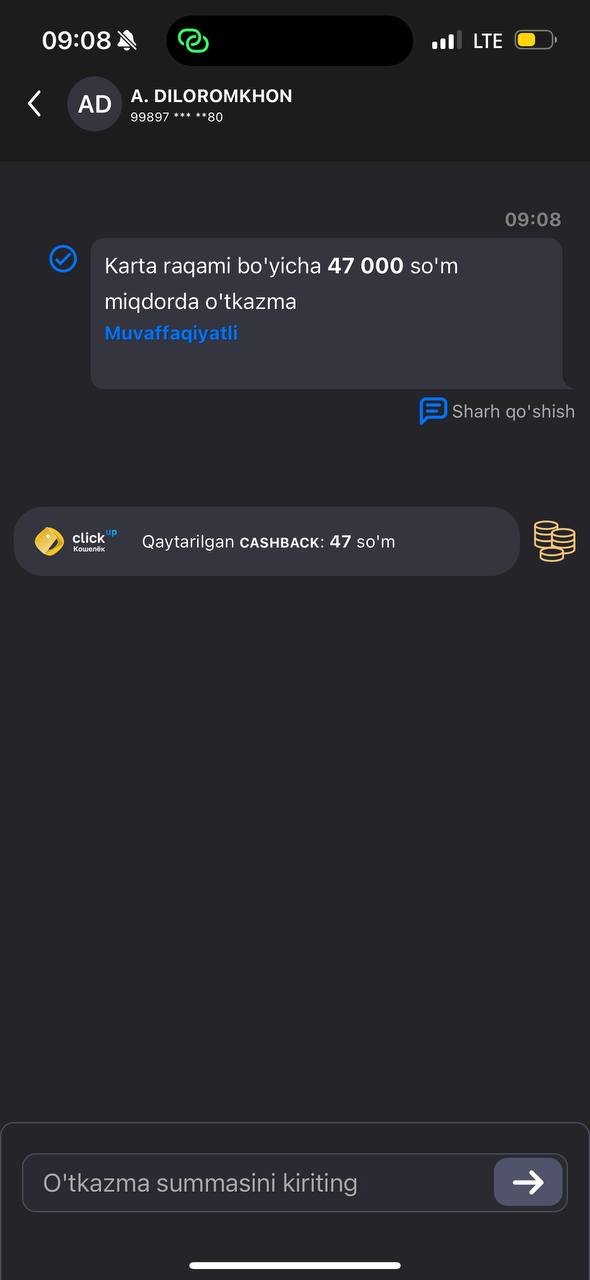 09:08
LTE
AD
A. DILOROMKHON
99897 *** **80
09:08
Karta raqami bo'yicha 47 000 so'm
miqdorda o'tkazma
Muvaffaqiyatli
Sharh qo'shish
click up
Кошелёк
Qaytarilgan CASHBACK: 47 so'm
O'tkazma summasini kiriting